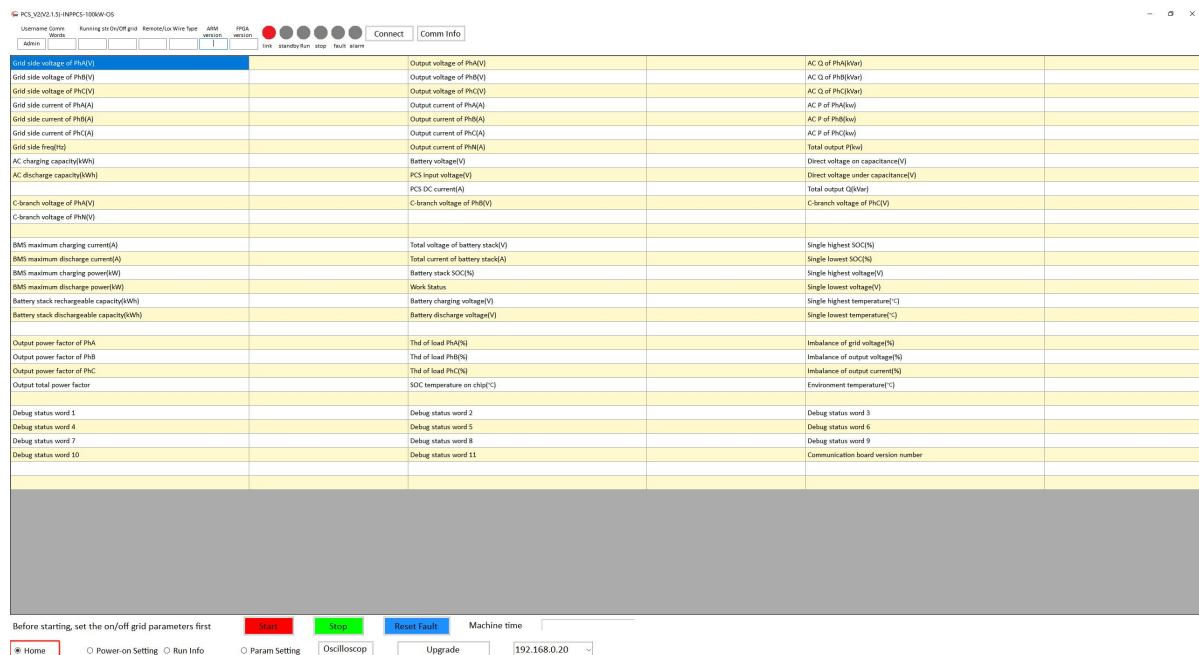 PCS_V2(V2.1.5)-INPPCS-100kW-OS
Username Comm Words Running str On/Off grid Remote/Loc Wire Type ARM version FPGA version
Admin
link standby Run stop fault alarm
Connect Comm Info
Grid side voltage of PhA(V) Output voltage of PhA(V) AC Q of PhA(kVar)
Grid side voltage of PhB(V) Output voltage of PhB(V) AC Q of PhB(kVar)
Grid side voltage of PhC(V) Output voltage of PhC(V) AC Q of PhC(kVar)
Grid side current of PhA(A) Output current of PhA(A) AC P of PhA(kw)
Grid side current of PhB(A) Output current of PhB(A) AC P of PhB(kw)
Grid side current of PhC(A) Output current of PhC(A) AC P of PhC(kw)
Grid side freq(Hz) Output current of PhN(A) Total output P(kw)
AC charging capacity(kWh) Battery voltage(V) Direct voltage on capacitance(V)
AC discharge capacity(kWh) PCS input voltage(V) Direct voltage under capacitance(V)
PCS DC current(A) Total output Q(kVar)
C-branch voltage of PhA(V) C-branch voltage of PhB(V) C-branch voltage of PhC(V)
C-branch voltage of PhN(V)
BMS maximum charging current(A) Total voltage of battery stack(V) Single highest SOC(%)
BMS maximum discharge current(A) Total current of battery stack(A) Single lowest SOC(%)
BMS maximum charging power(kW) Battery stack SOC(%) Single highest voltage(V)
BMS maximum discharge power(kW) Work Status Single lowest voltage(V)
Battery stack rechargeable capacity(kWh) Battery charging voltage(V) Single highest temperature(℃)
Battery stack dischargeable capacity(kWh) Battery discharge voltage(V) Single lowest temperature(℃)
Output power factor of PhA Thd of load PhA(%) Imbalance of grid voltage(%)
Output power factor of PhB Thd of load PhB(%) Imbalance of output voltage(%)
Output power factor of PhC Thd of load PhC(%) Imbalance of output current(%)
Output total power factor SOC temperature on chip(℃) Environment temperature(℃)
Debug status word 1 Debug status word 2 Debug status word 3
Debug status word 4 Debug status word 5 Debug status word 6
Debug status word 7 Debug status word 8 Debug status word 9
Debug status word 10 Debug status word 11 Communication board version number
Before starting, set the on/off grid parameters first Start Stop Reset Fault Machine time
Home Power-on Setting Run Info Param Setting Oscilloscop Upgrade 192.168.0.20